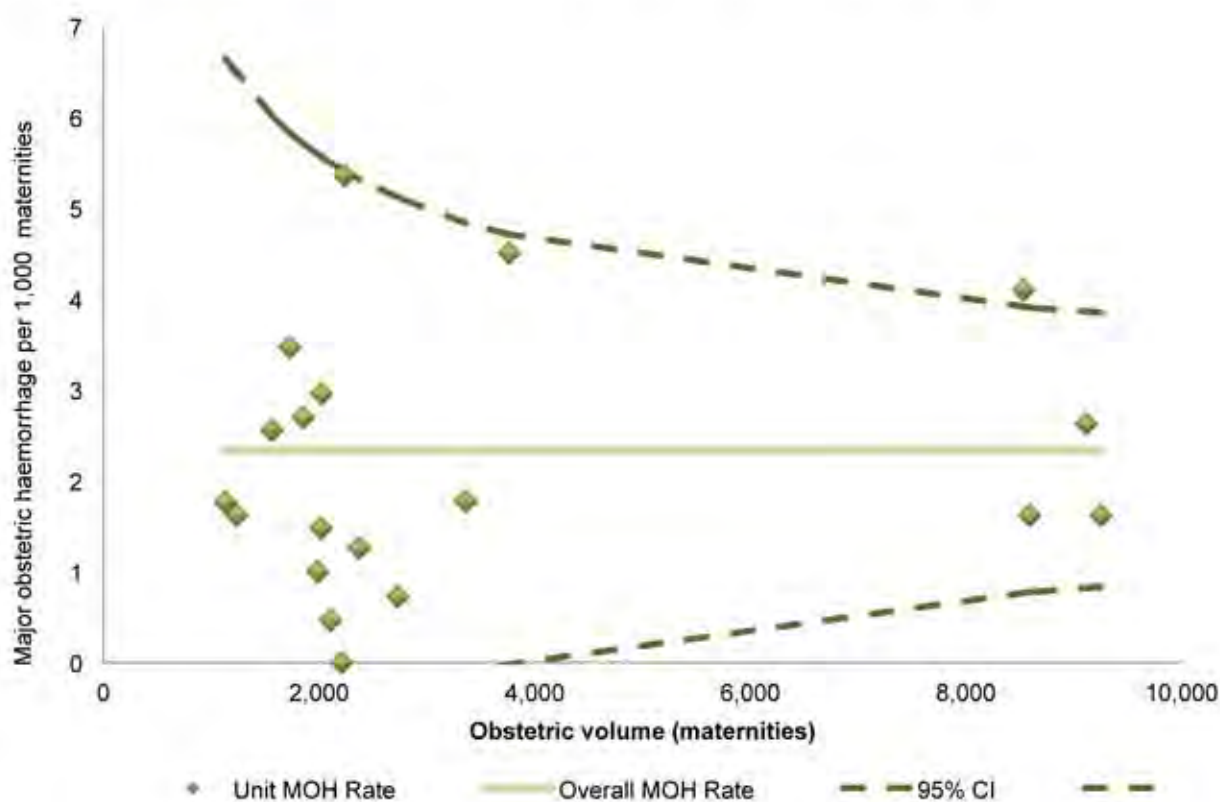 7
6
5
4
3
2
1
0
Major obstetric haemorrhage per 1,000 maternities
0 2,000 4,000 6,000 8,000 10,000
Obstetric volume (maternities)
Unit MOH Rate Overall MOH Rate 95% CI